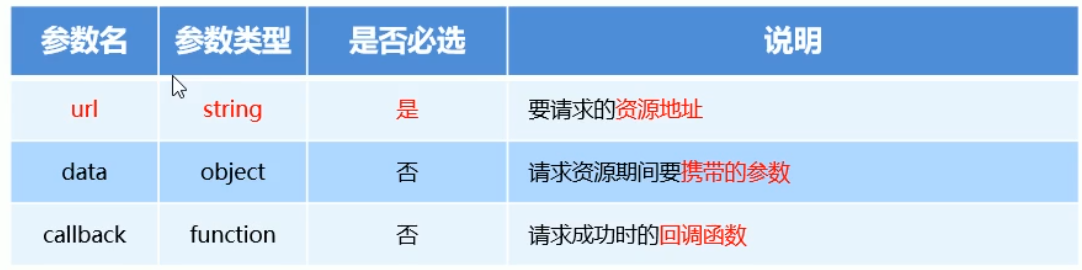 参数名 参数类型 是否必选 说明
url string 是 要请求的资源地址
data object 否 请求资源期间要携带的参数
callback function 否 请求成功时的回调函数